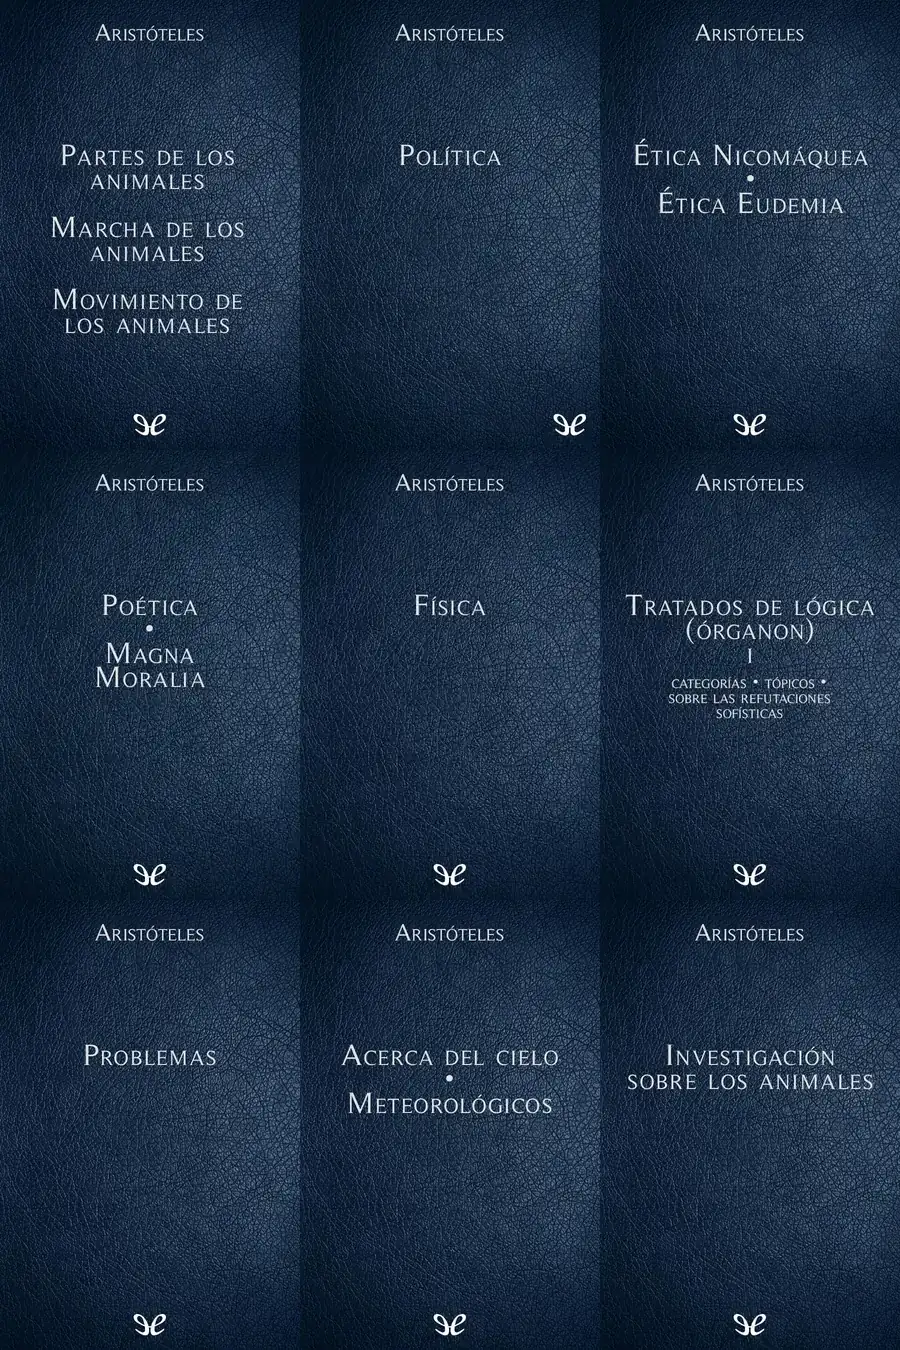 Aristóteles
Partes de los
animales
Marcha de los
animales
Movimiento de
los animales
Aristóteles
Política
Aristóteles
Ética Nicomáquea
•
Ética Eudemia
Aristóteles
Poética
•
Magna
Moralia
Aristóteles
Física
Aristóteles
Tratados de lógica
(órganon)
I
categorías • tópicos •
sobre las refutaciones
sofísticas
Aristóteles
Problemas
Aristóteles
Acerca del cielo
•
Meteorológicos
Aristóteles
Investigación
sobre los animales